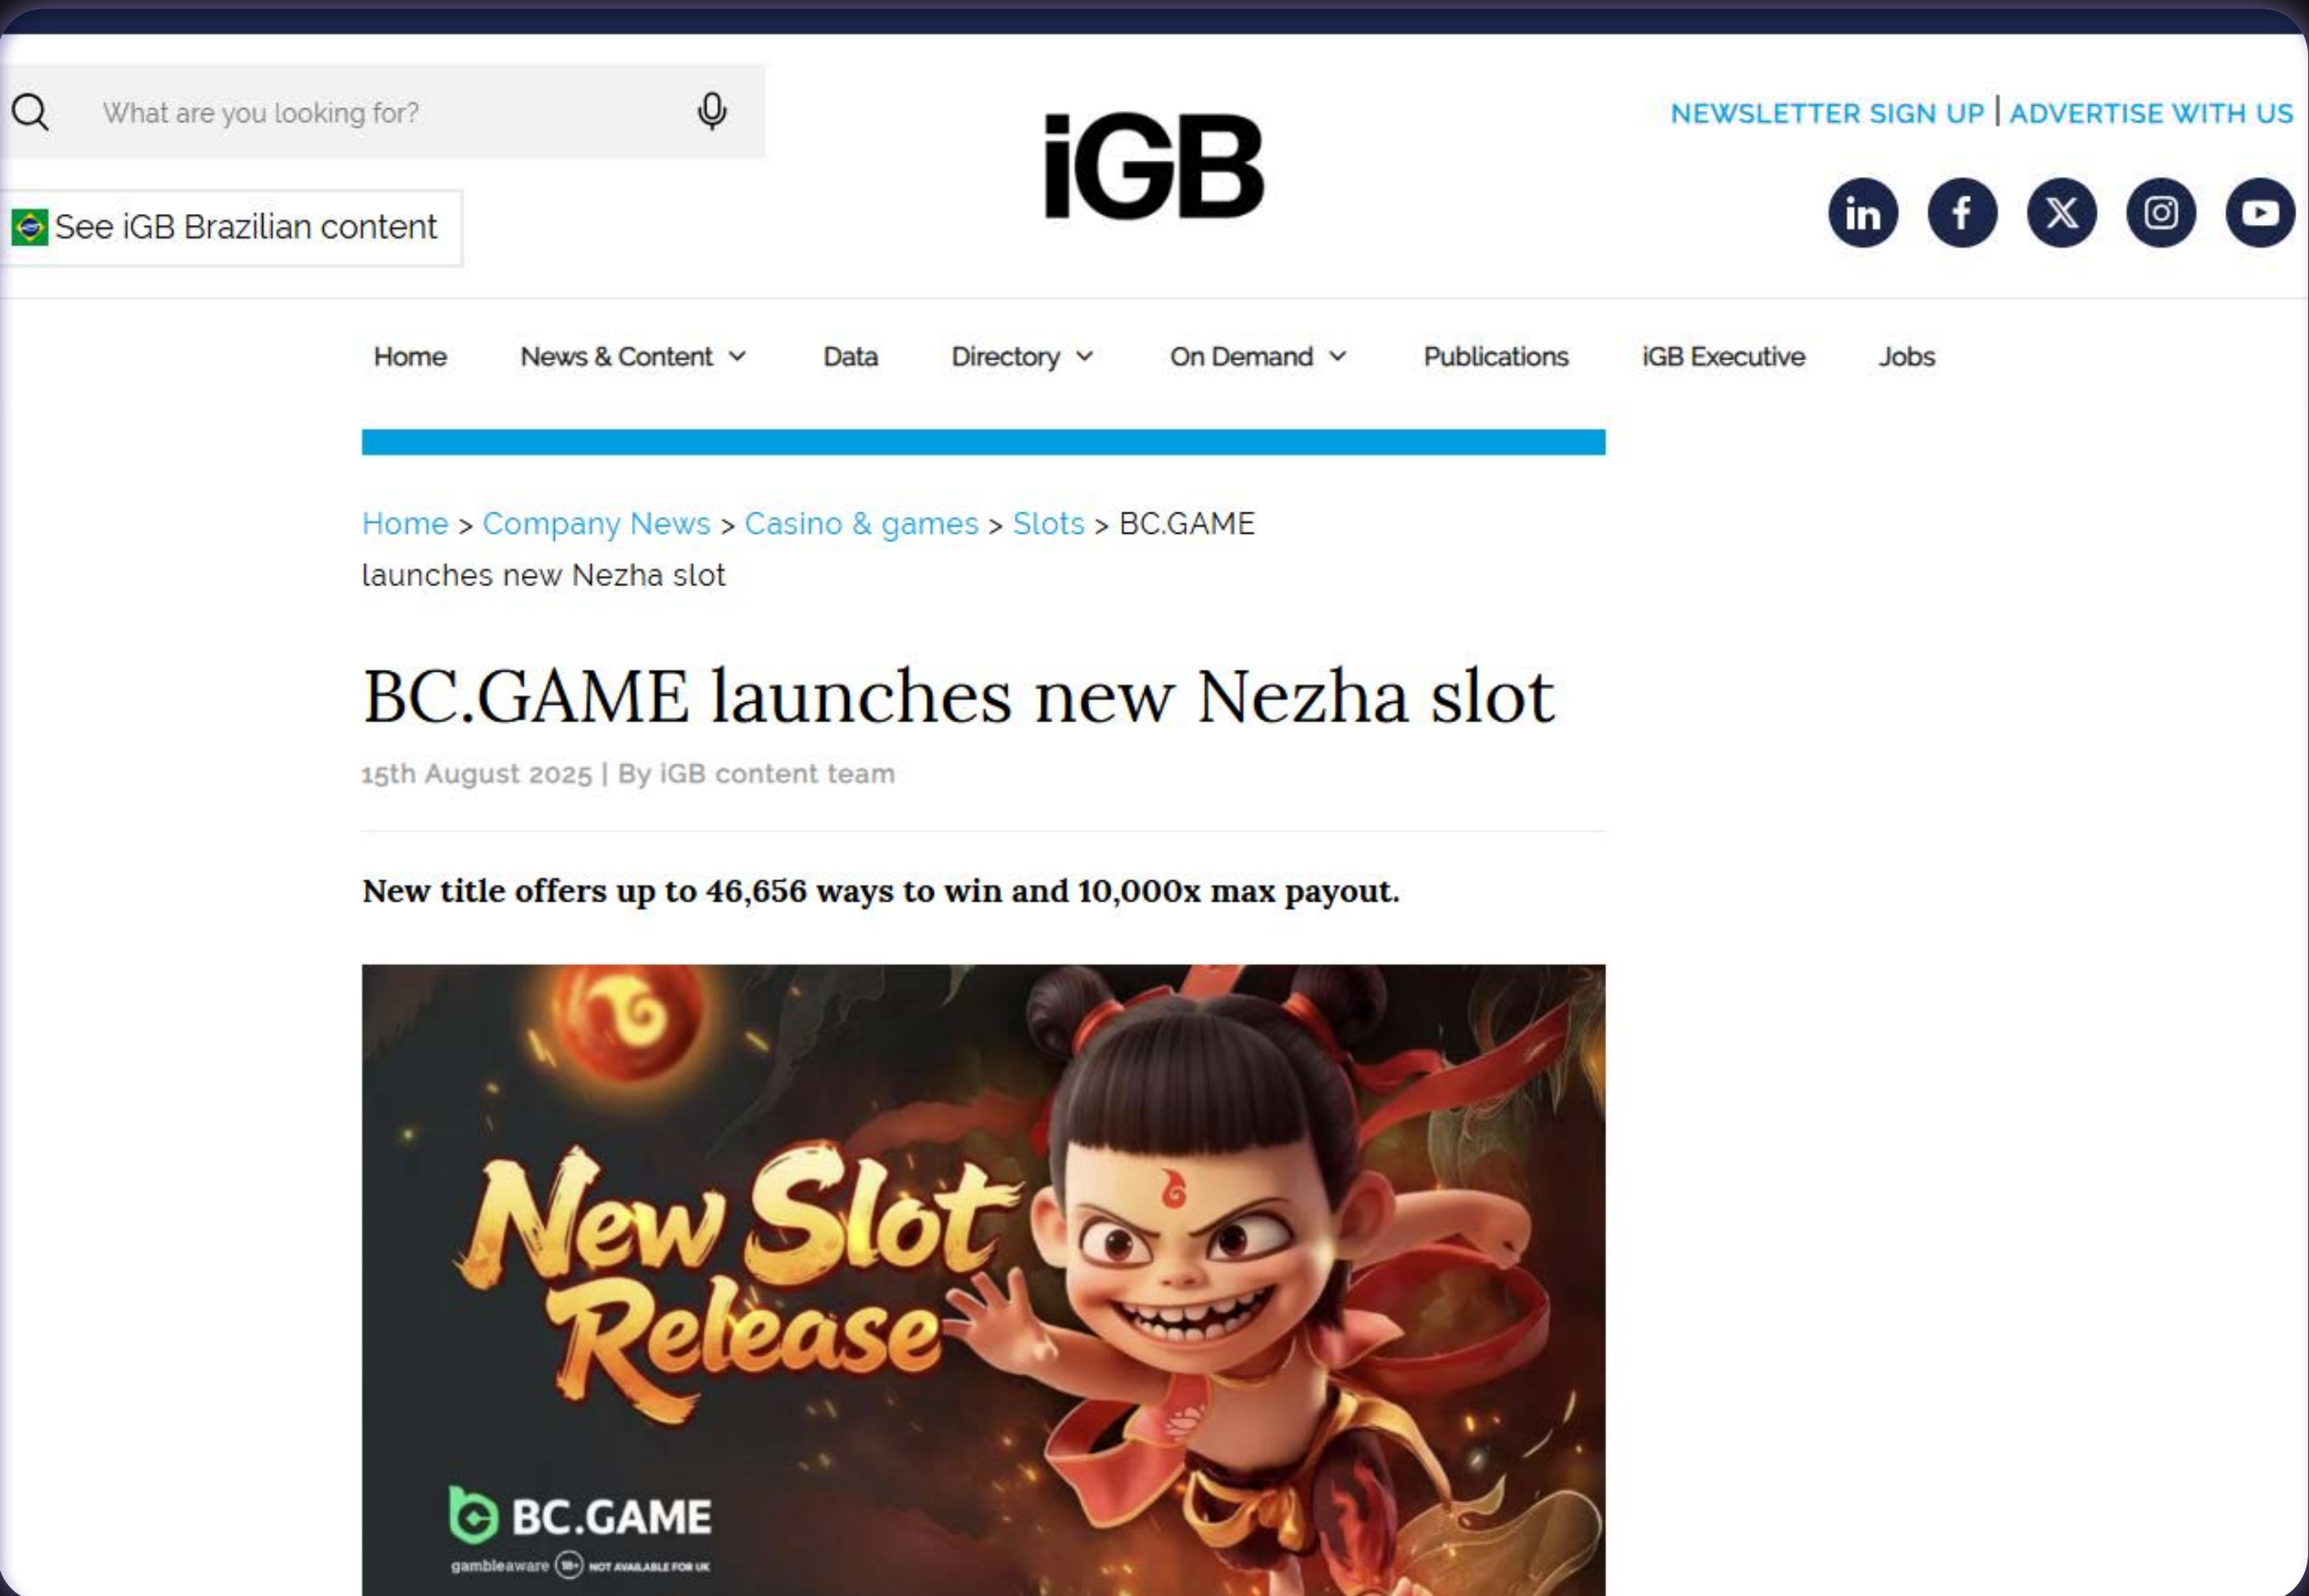 What are you looking for?
iGB
NEWSLETTER SIGN UP | ADVERTISE WITH US
See iGB Brazilian content
in f X
Home News & Content Data Directory On Demand Publications iGB Executive Jobs
Home > Company News > Casino & games > Slots > BC.GAME
launches new Nezha slot
BC.GAME launches new Nezha slot
15th August 2025 | By iGB content team
New title offers up to 46,656 ways to win and 10,000x max payout.
New Slot
Release
BC.GAME
gambleaware 18+ NOT AVAILABLE FOR UK